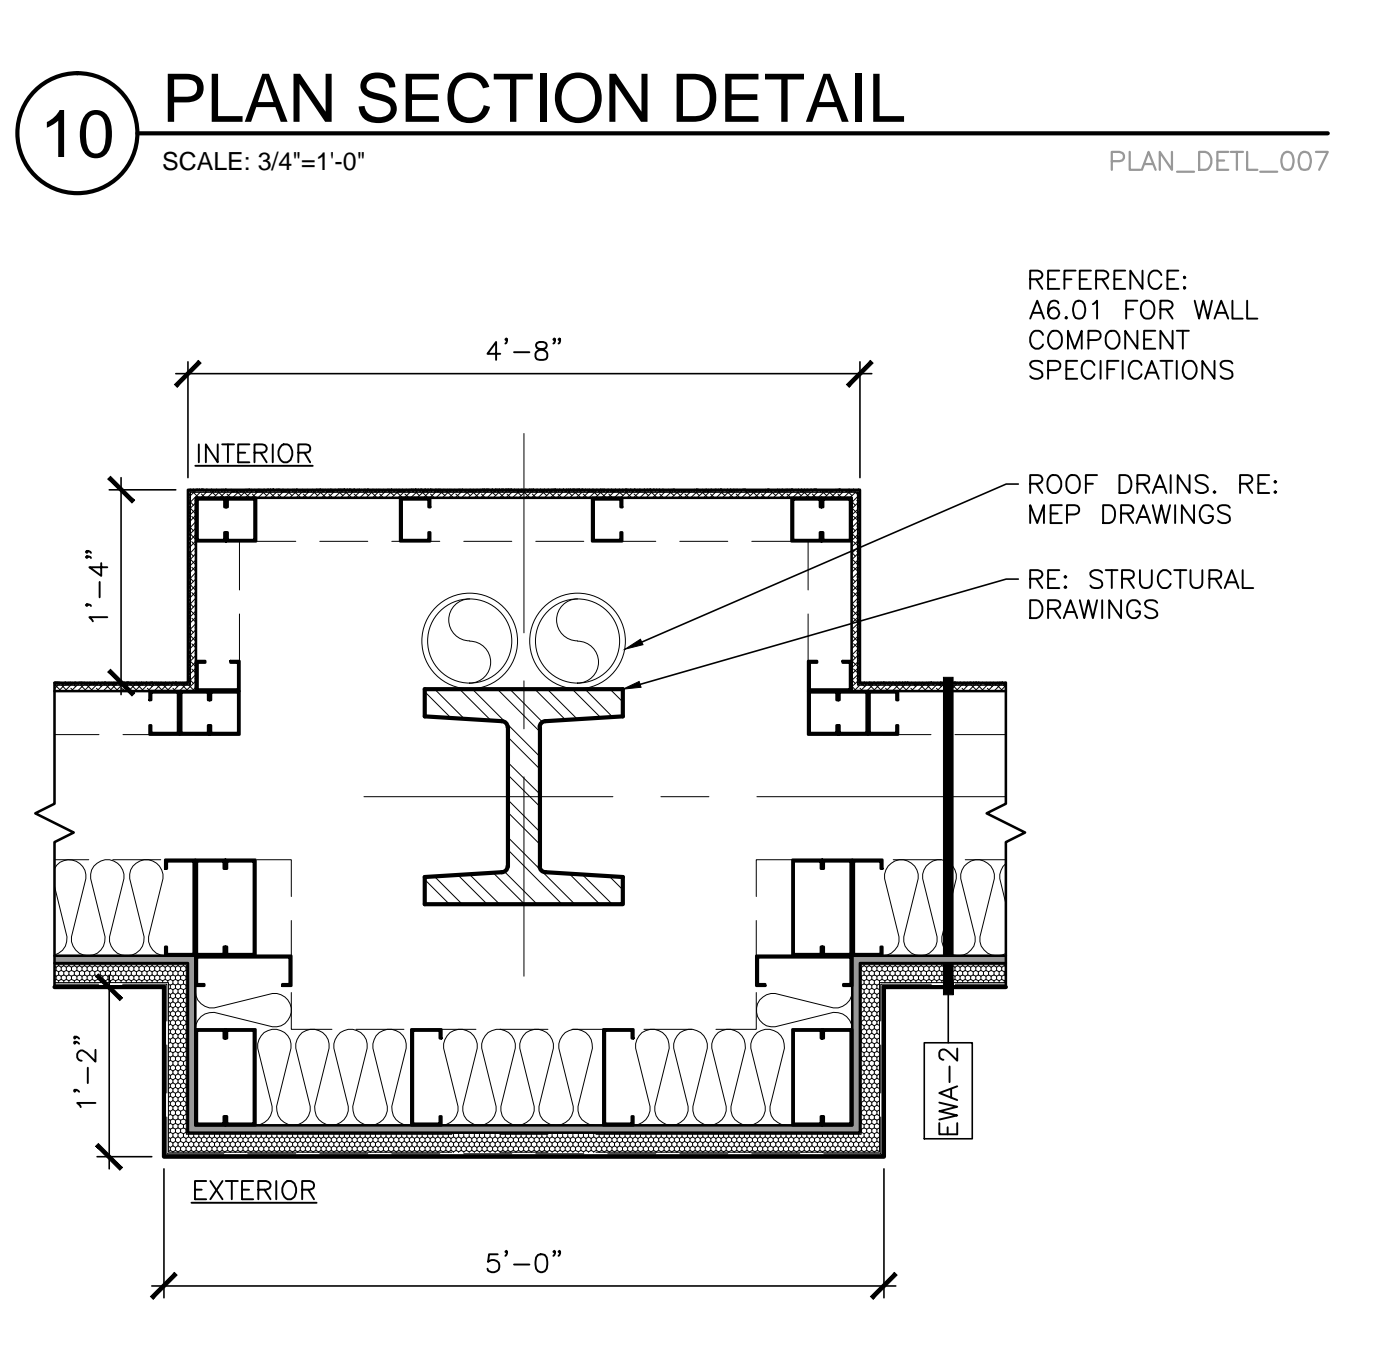 10
PLAN SECTION DETAIL
SCALE: 3/4"=1'-0"
PLAN_DETL_007
REFERENCE:
A6.01 FOR WALL
COMPONENT
SPECIFICATIONS
4'-8"
INTERIOR
ROOF DRAINS. RE:
MEP DRAWINGS
1'-4"
RE: STRUCTURAL
DRAWINGS
1'-2"
EWA-2
EXTERIOR
5'-0"